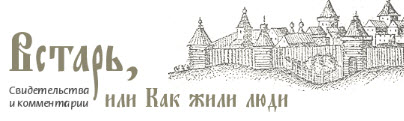 Встарь,
Свидетельства
и комментарии
или Как жили люди